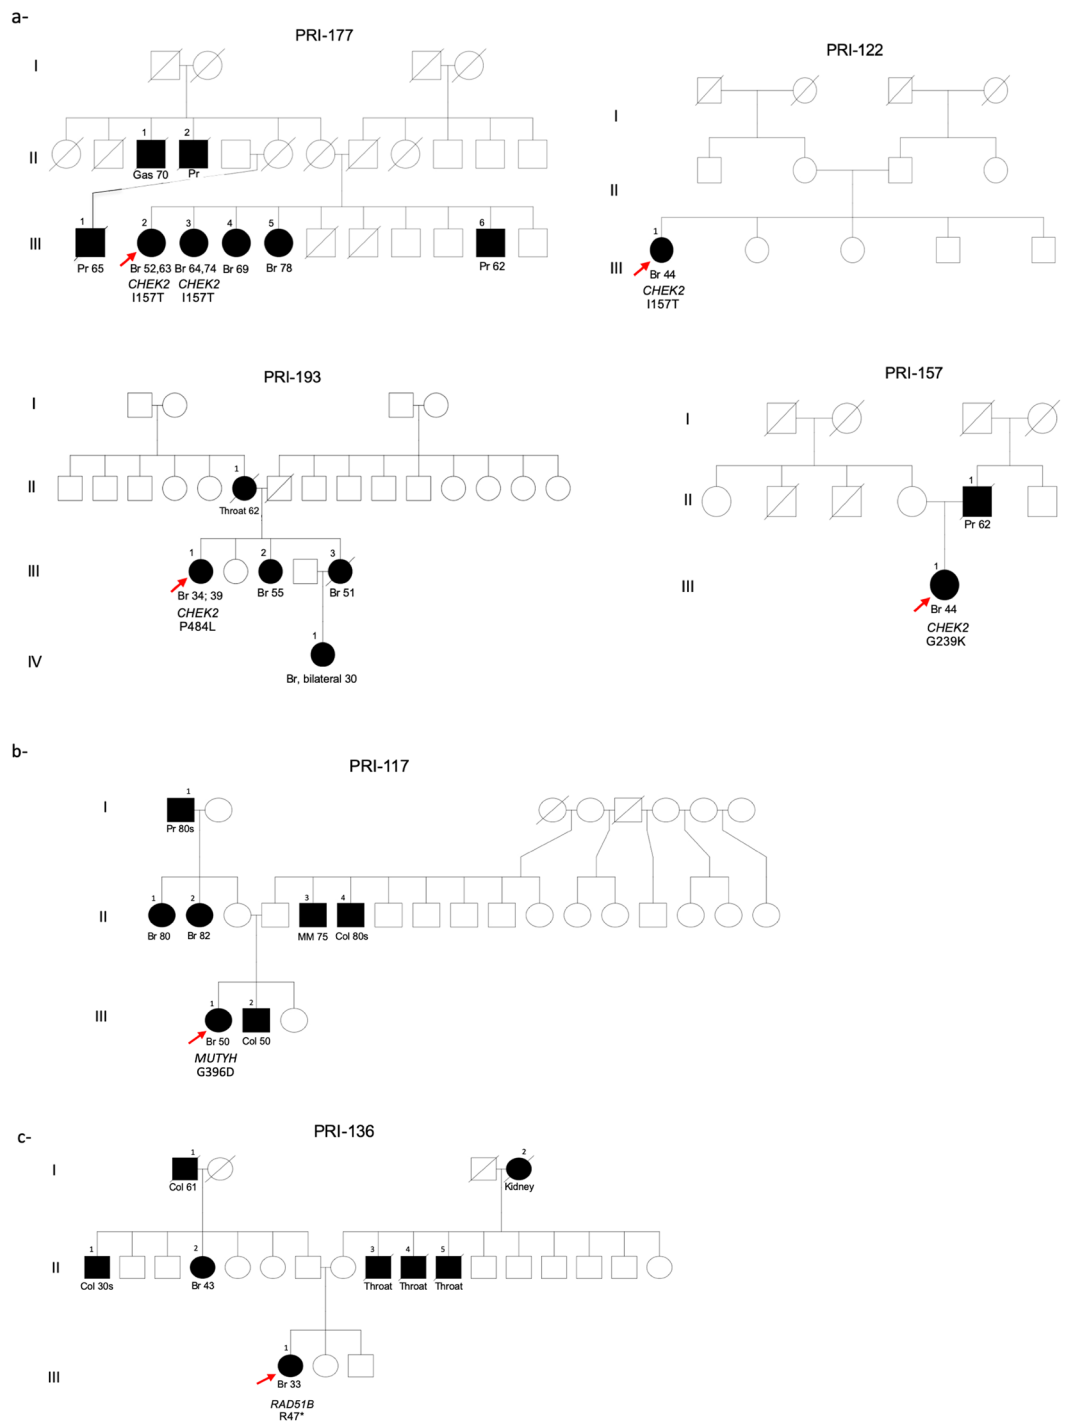 a-
PRI-177
I
1
2
II
Gas 70
Pr
1
2
3
4
5
6
III
Pr 65
Br 52,63
Br 64,74
Br 69
Br 78
Pr 62
CHEK2
CHEK2
I157T
I157T
PRI-122
I
II
1
III
Br 44
CHEK2
I157T
PRI-193
I
1
II
Throat 62
1
2
3
III
Br 34; 39
Br 55
Br 51
CHEK2
P484L
1
IV
Br, bilateral 30
PRI-157
I
1
II
Pr 62
1
III
Br 44
CHEK2
G239K
b-
PRI-117
1
I
Pr 80s
1
2
3
4
II
Br 80
Br 82
MM 75
Col 80s
1
2
III
Br 50
Col 50
MUTYH
G396D
c-
PRI-136
1
2
I
Col 61
Kidney
1
2
3
4
5
II
Col 30s
Br 43
Throat
Throat
Throat
1
III
Br 33
RAD51B
R47*